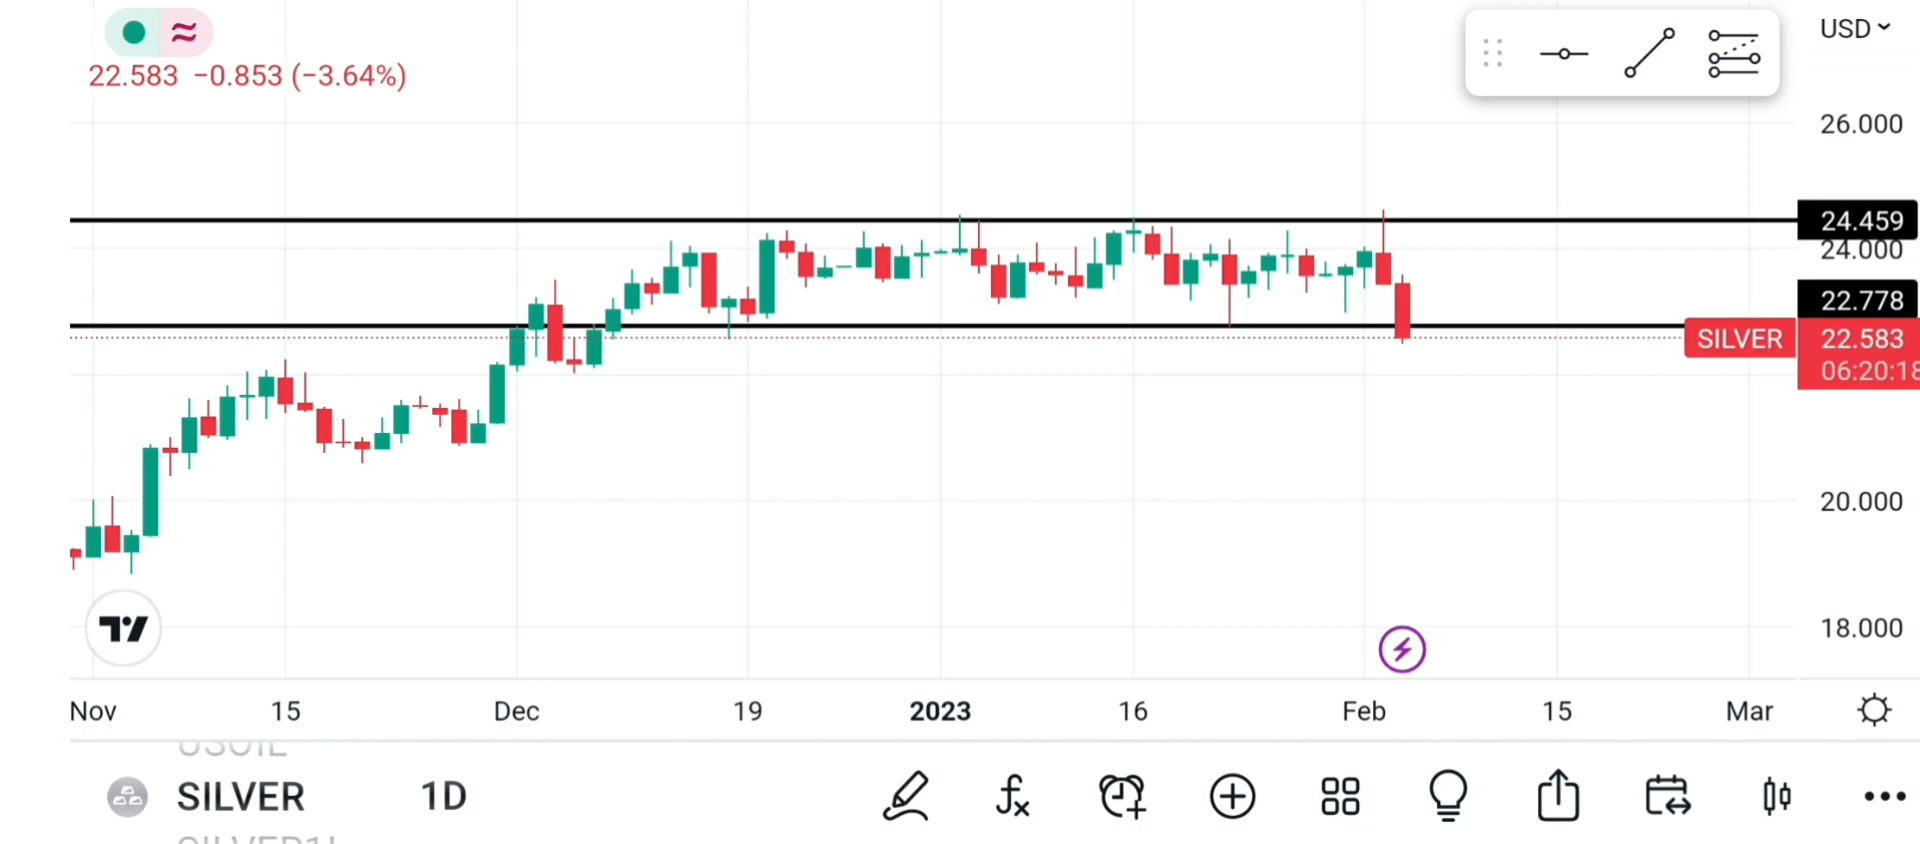 22.583 −0.853 (−3.64%)
USD
26.000
24.459
24.000
22.778
SILVER 22.583
06:20:18
20.000
18.000
Nov 15 Dec 19 2023 16 Feb 15 Mar
USOIL
SILVER 1D